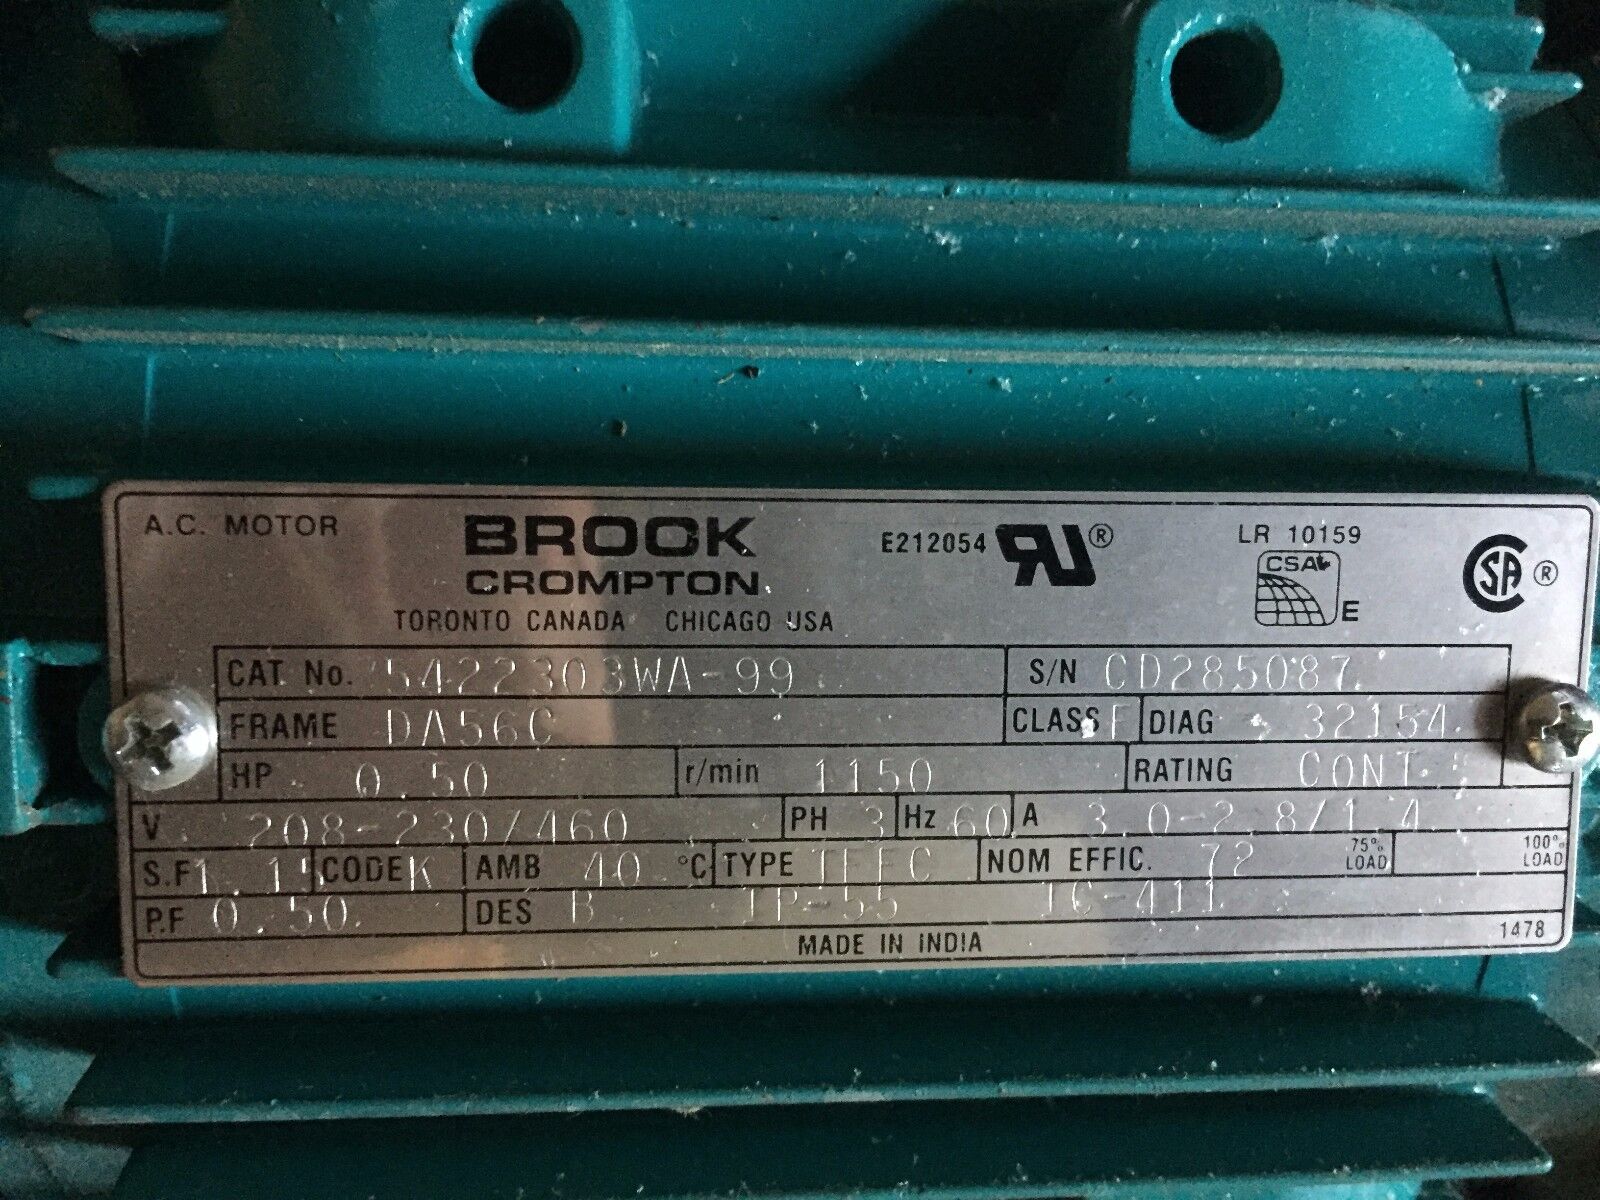 A.C. MOTOR
BROOK
CROMPTON
TORONTO CANADA CHICAGO USA
E212054 RU ®
LR 10159
CSA E
CSA ®
CAT No. 5422303WA-99 S/N CD285087
FRAME DA56C CLASS F DIAG 32154
HP 0.50 r/min 1150 RATING CONT.
V 208-230/460 PH 3 Hz 60 A 3.0-2.8/1.4
S.F 1.15 CODE K AMB 40 °C TYPE TEFC NOM EFFIC. 72 75% LOAD 100% LOAD
P.F 0.50 DES B IP-55 IC-411
MADE IN INDIA 1478